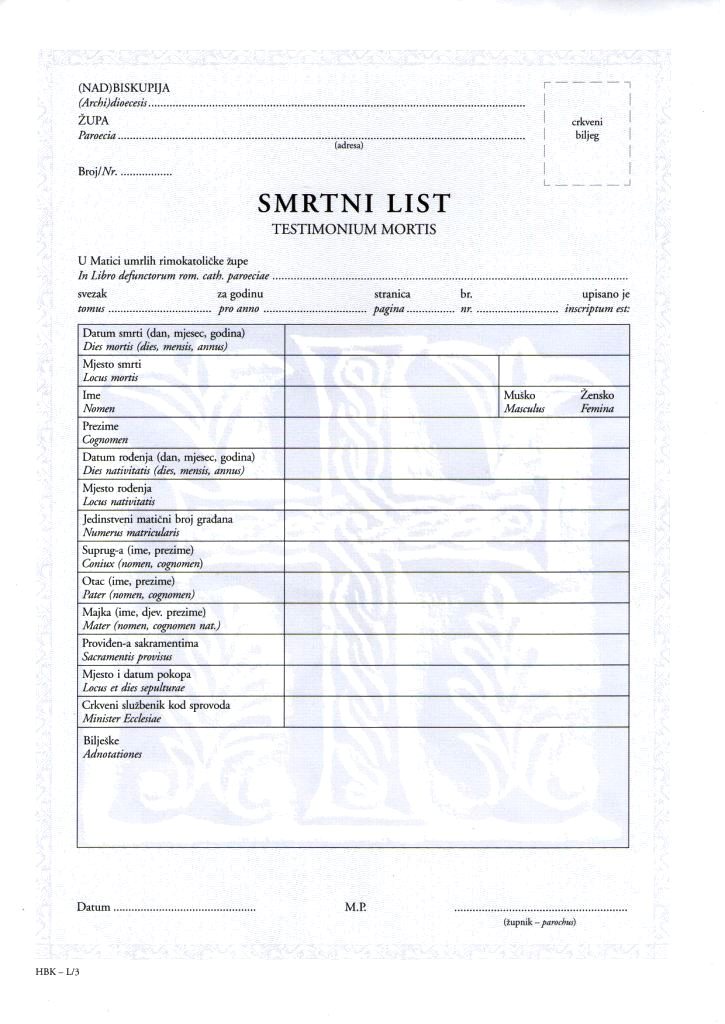 (NAD)BISKUPIJA
(Archi)dioecesis
ŽUPA
Paroecia
(adresa)
crkveni
biljeg
Broj/Nr.
SMRTNI LIST
TESTIMONIUM MORTIS
U Matici umrlih rimokatoličke župe
In Libro defunctorum rom. cath. paroeciae
svezak za godinu stranica br. upisano je
tomus pro anno pagina nr. inscriptum est:
Datum smrti (dan, mjesec, godina)
Dies mortis (dies, mensis, annus)
Mjesto smrti
Locus mortis
Ime Muško Žensko
Nomen Masculus Femina
Prezime
Cognomen
Datum rođenja (dan, mjesec, godina)
Dies nativitatis (dies, mensis, annus)
Mjesto rođenja
Locus nativitatis
Jedinstveni matični broj građana
Numerus matricularis
Suprug-a (ime, prezime)
Coniux (nomen, cognomen)
Otac (ime, prezime)
Pater (nomen, cognomen)
Majka (ime, djev. prezime)
Mater (nomen, cognomen nat.)
Providen-a sakramentima
Sacramentis provisus
Mjesto i datum pokopa
Locus et dies sepulturae
Crkveni službenik kod sprovoda
Minister Ecclesiae
Bilješke
Adnotationes
Datum M.P.
(župnik – parochus)
HBK – L/3